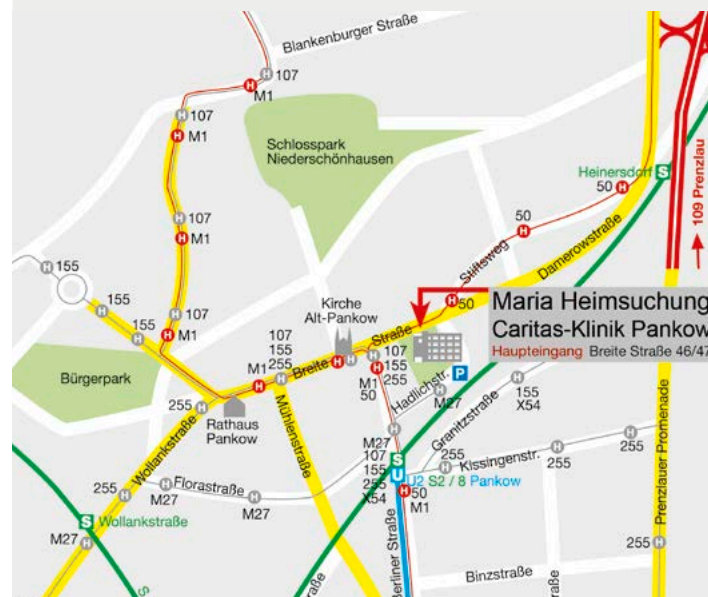 Blankenburger Straße
107
M1
107
M1
Schlosspark
Niederschönhausen
Heinersdorf
S
50
109 Prenzlau
50
107
M1
Stiftsweg
Damerowstraße
155
155
155
107
M1
50
Maria Heimsuchung
Caritas-Klinik Pankow
Haupteingang Breite Straße 46/47
Kirche
Alt-Pankow
Breite Straße
107
155
255
M1
Bürgerpark
107
155
255
M1
50
P
Hadlichstr.
M27
155
X54
Granitzstraße
255
Rathaus
Pankow
Wollankstraße
Mühlenstraße
M27
107
155
255
X54
S
U
U2 S2 / 8 Pankow
50
M1
255
Kissingenstr.
255
255
Prenzlauer Promenade
255
M27
Florastraße
M27
S
Wollankstraße
M27
255
Binzstraße
Berliner Straße
raße
raße
S